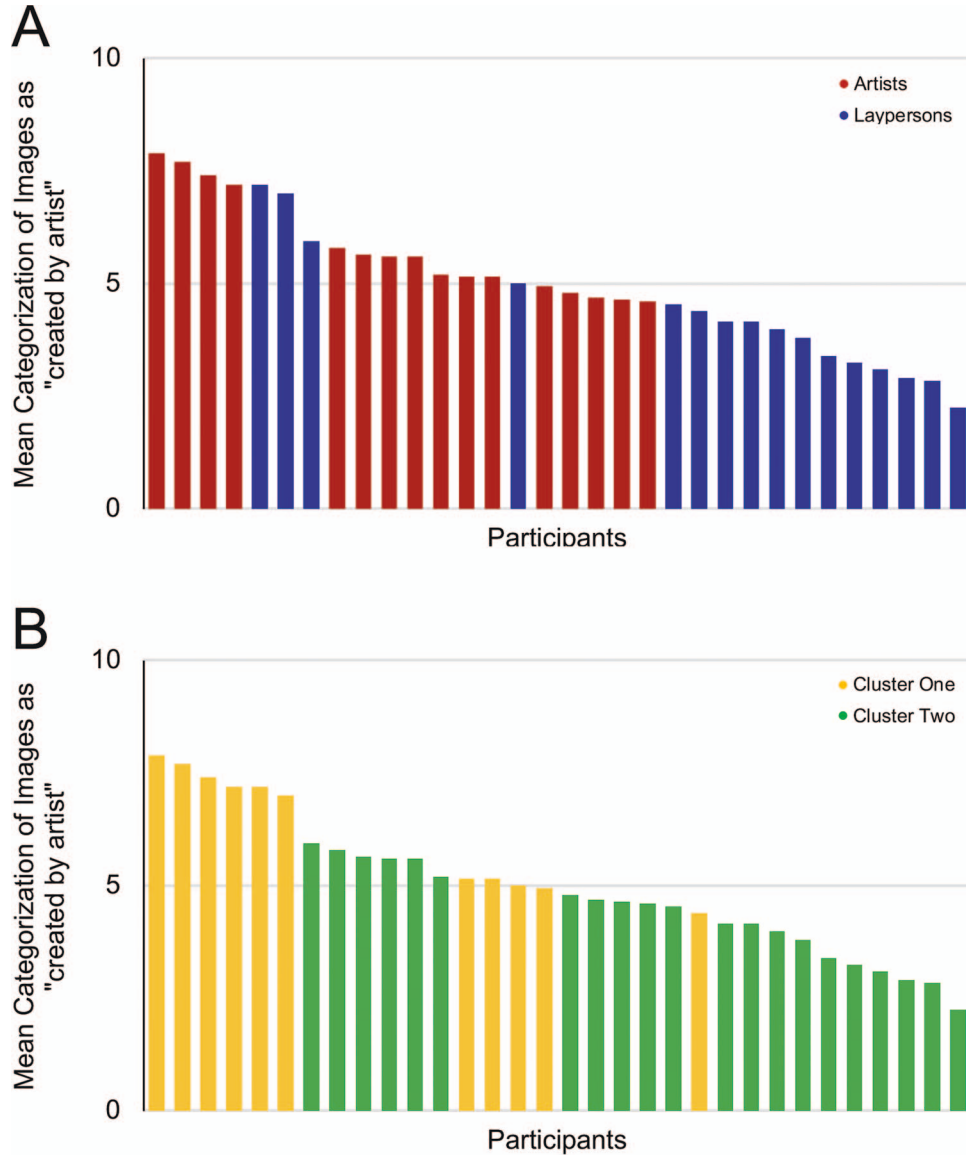 A
10
Artists
Laypersons
Mean Categorization of Images as
"created by artist"
5
0
Participants
B
10
Cluster One
Cluster Two
Mean Categorization of Images as
"created by artist"
5
0
Participants